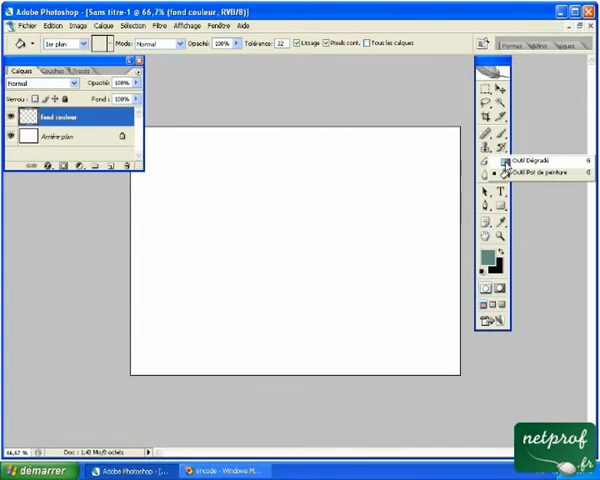 Adobe Photoshop - [Sans titre-1 @ 66,7% (fond couleur, RVB/8)]
Fichier Edition Image Calque Sélection Filtre Affichage Fenêtre Aide
1er plan Mode: Normal Opacité: 100% Tolérance: 32 Lissage Pixels cont. Tous les calques
Formes
Calques Couches Tracés
Normal Opacité: 100%
Verrou : Fond : 100%
fond couleur
Arrière-plan
Outil Dégradé G
Outil Pot de peinture G
66,67 % Doc : 1,43 Mo/0 octets
démarrer Adobe Photoshop - [... encode - Windows M...
netprof
.fr